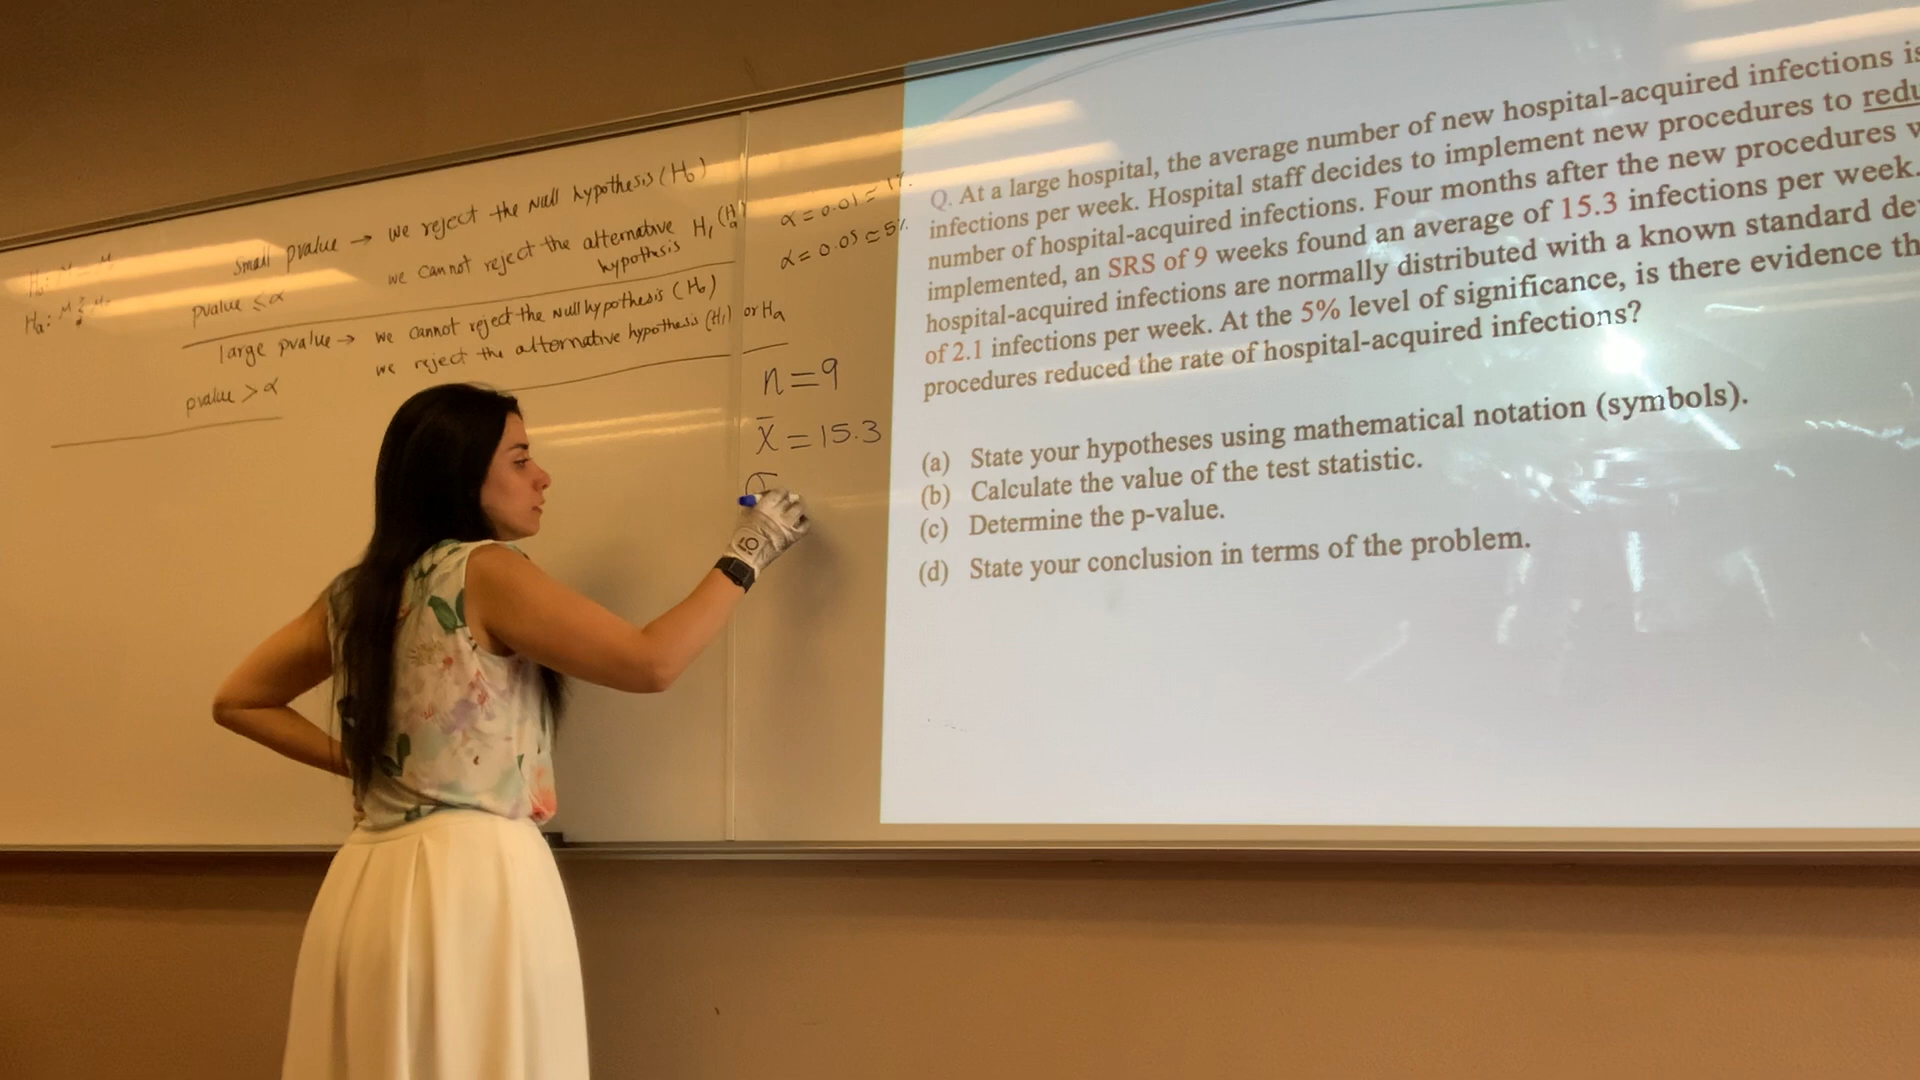 small pvalue → we reject the Null hypothesis (H₀)
we cannot reject the alternative H₁ (Ha)
hypothesis
pvalue ≤ α
large pvalue → we cannot reject the Null hypothesis (H₀)
we reject the alternative hypothesis (H₁) or Ha
pvalue > α
Ha:
α = 0.01 = 1%
α = 0.05 = 5%
n = 9
x̄ = 15.3
σ
Q. At a large hospital, the average number of new hospital-acquired infections is
infections per week. Hospital staff decides to implement new procedures to redu
number of hospital-acquired infections. Four months after the new procedures w
implemented, an SRS of 9 weeks found an average of 15.3 infections per week.
hospital-acquired infections are normally distributed with a known standard de
of 2.1 infections per week. At the 5% level of significance, is there evidence th
procedures reduced the rate of hospital-acquired infections?
(a) State your hypotheses using mathematical notation (symbols).
(b) Calculate the value of the test statistic.
(c) Determine the p-value.
(d) State your conclusion in terms of the problem.